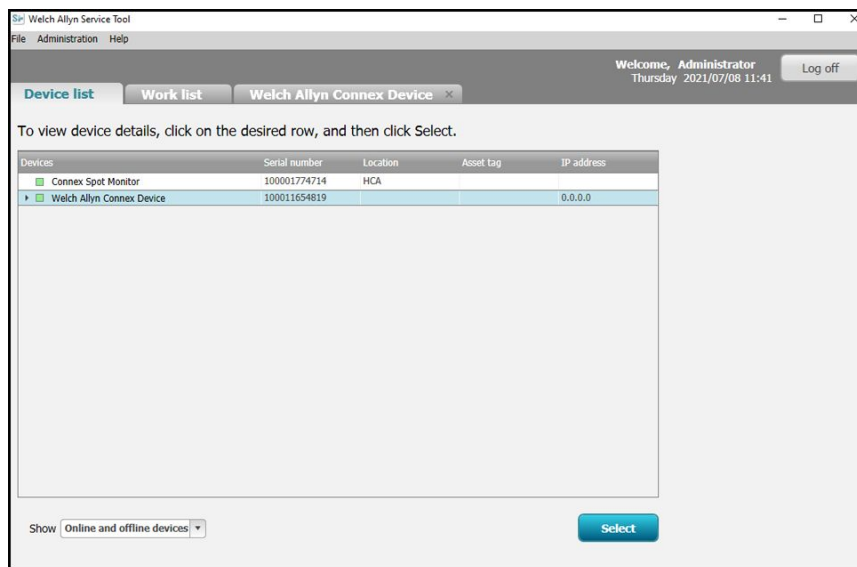 Welch Allyn Service Tool
File Administration Help
Welcome, Administrator
Thursday 2021/07/08 11:41
Log off
Device list Work list Welch Allyn Connex Device ×
To view device details, click on the desired row, and then click Select.
Devices Serial number Location Asset tag IP address
Connex Spot Monitor 100001774714 HCA
Welch Allyn Connex Device 100011654819 0.0.0.0
Show Online and offline devices
Select